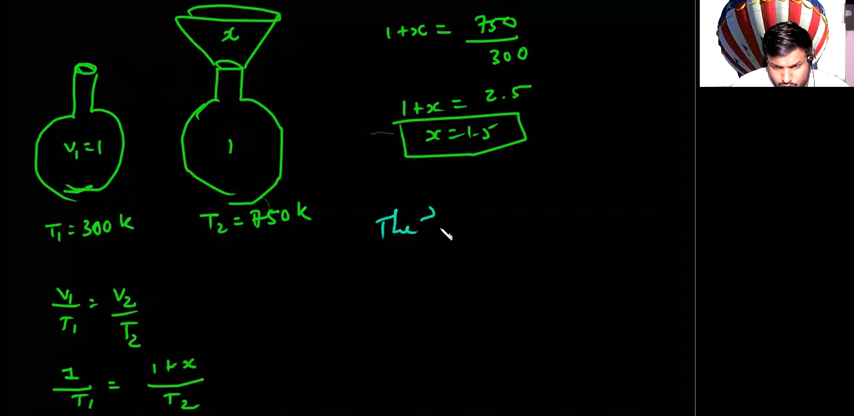 x
1
V₁ = 1
T₁ = 300 k
T₂ = 750 k
V₁/T₁ = V₂/T₂
1/T₁ = 1+x/T₂
1+x = 750/300
1+x = 2.5
x = 1.5
The